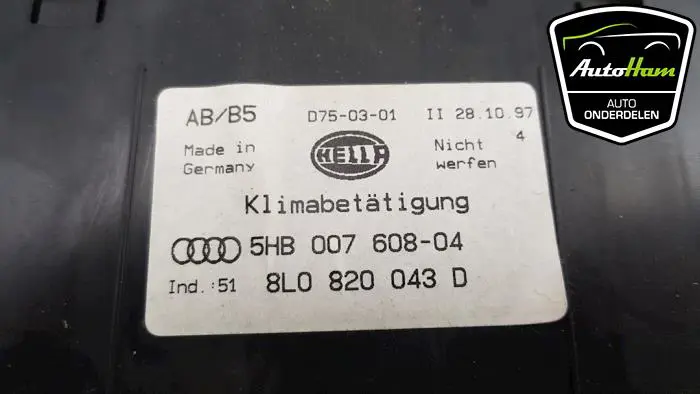 AB/B5 D75-03-01 II 28.10.97
4
Made in
Germany
HELLA
Nicht
werfen
Klimabetätigung
5HB 007 608-04
Ind.:51 8L0 820 043 D
AutoHam
AUTO
ONDERDELEN